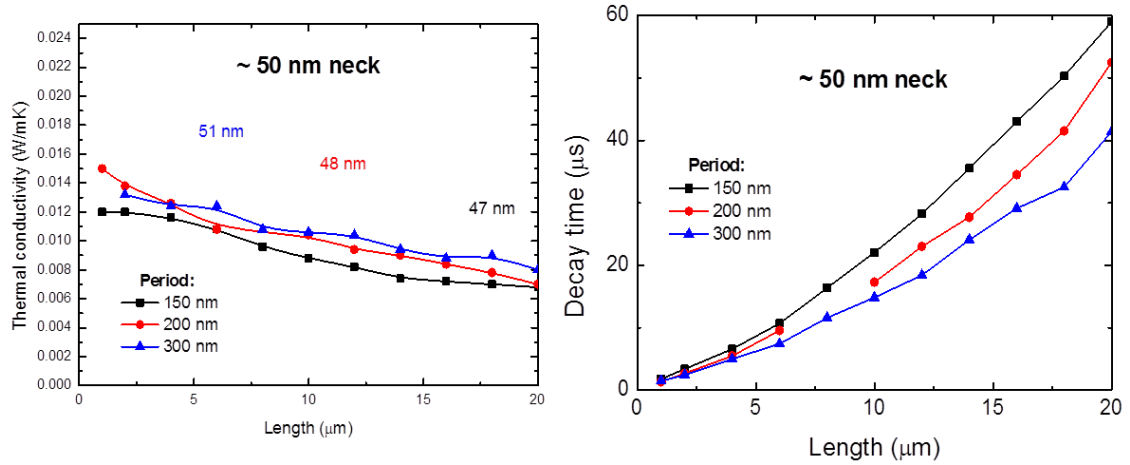 0.024
0.022
0.020
0.018
0.016
0.014
0.012
0.010
0.008
0.006
0.004
0.002
0.000
Thermal conductivity (W/mK)
~ 50 nm neck
51 nm
48 nm
47 nm
Period:
150 nm
200 nm
300 nm
0 5 10 15 20
Length (μm)
60
40
20
0
Decay time (μs)
~ 50 nm neck
Period:
150 nm
200 nm
300 nm
0 5 10 15 20
Length (μm)